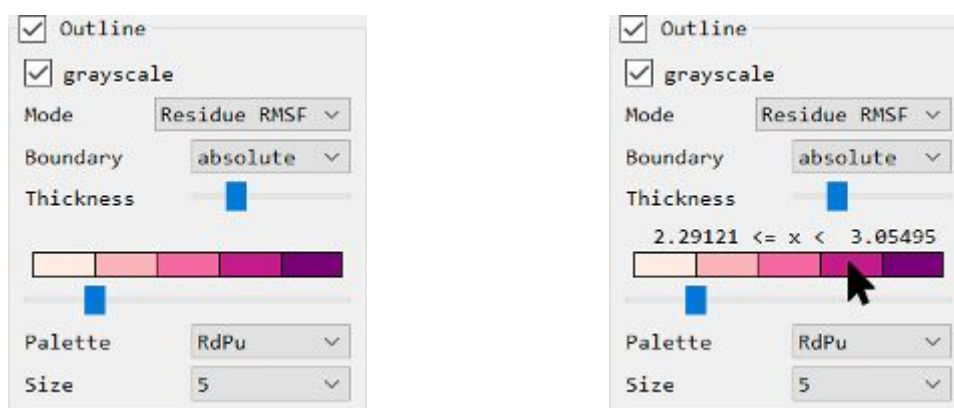 Outline
grayscale
Mode Residue RMSF
Boundary absolute
Thickness
Palette RdPu
Size 5
Outline
grayscale
Mode Residue RMSF
Boundary absolute
Thickness
2.29121 <= x < 3.05495
Palette RdPu
Size 5